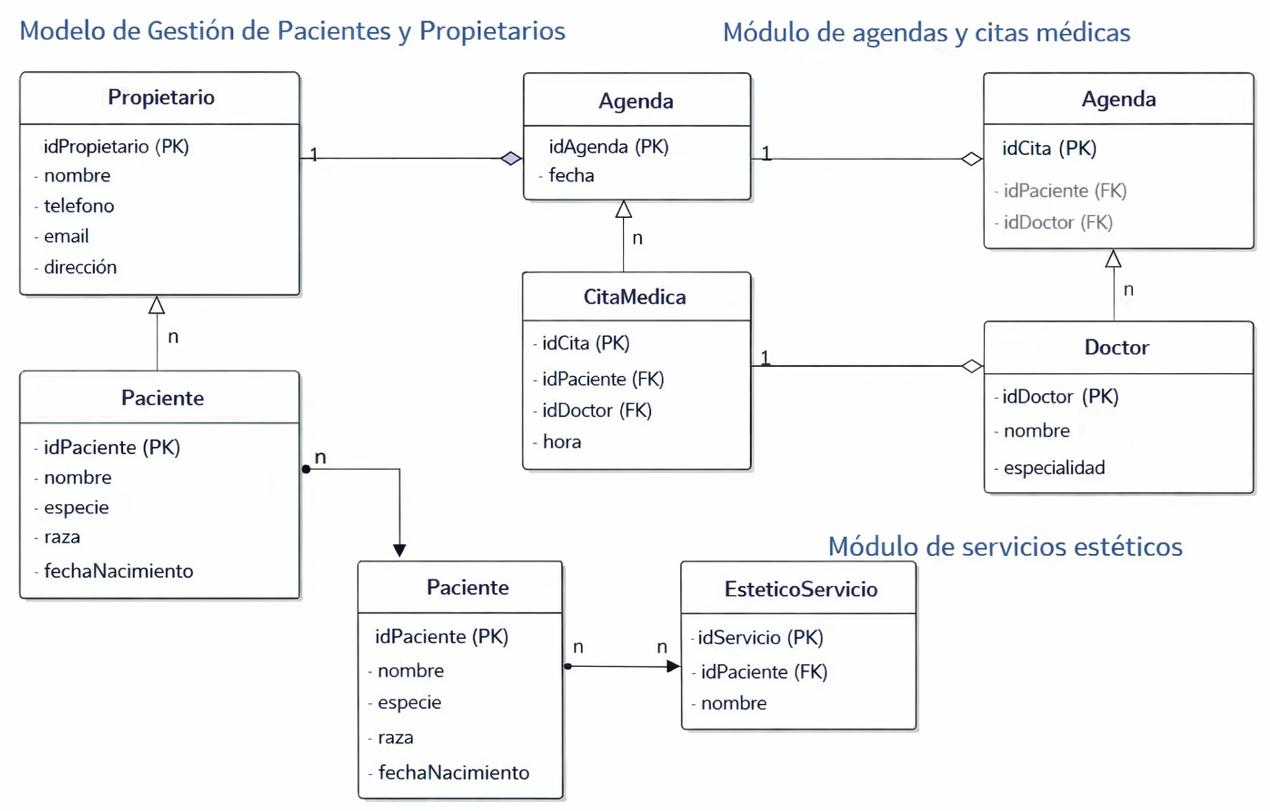 Modelo de Gestión de Pacientes y Propietarios
Módulo de agendas y citas médicas
Propietario
idPropietario (PK)
- nombre
- telefono
- email
- dirección
1
Agenda
idAgenda (PK)
- fecha
1
Agenda
idCita (PK)
- idPaciente (FK)
- idDoctor (FK)
n
n
n
CitaMedica
- idCita (PK)
- idPaciente (FK)
- idDoctor (FK)
- hora
1
Doctor
- idDoctor (PK)
- nombre
- especialidad
Paciente
- idPaciente (PK)
- nombre
- especie
- raza
- fechaNacimiento
n
Módulo de servicios estéticos
Paciente
idPaciente (PK)
- nombre
- especie
- raza
- fechaNacimiento
n
n
EsteticoServicio
- idServicio (PK)
- idPaciente (FK)
- nombre